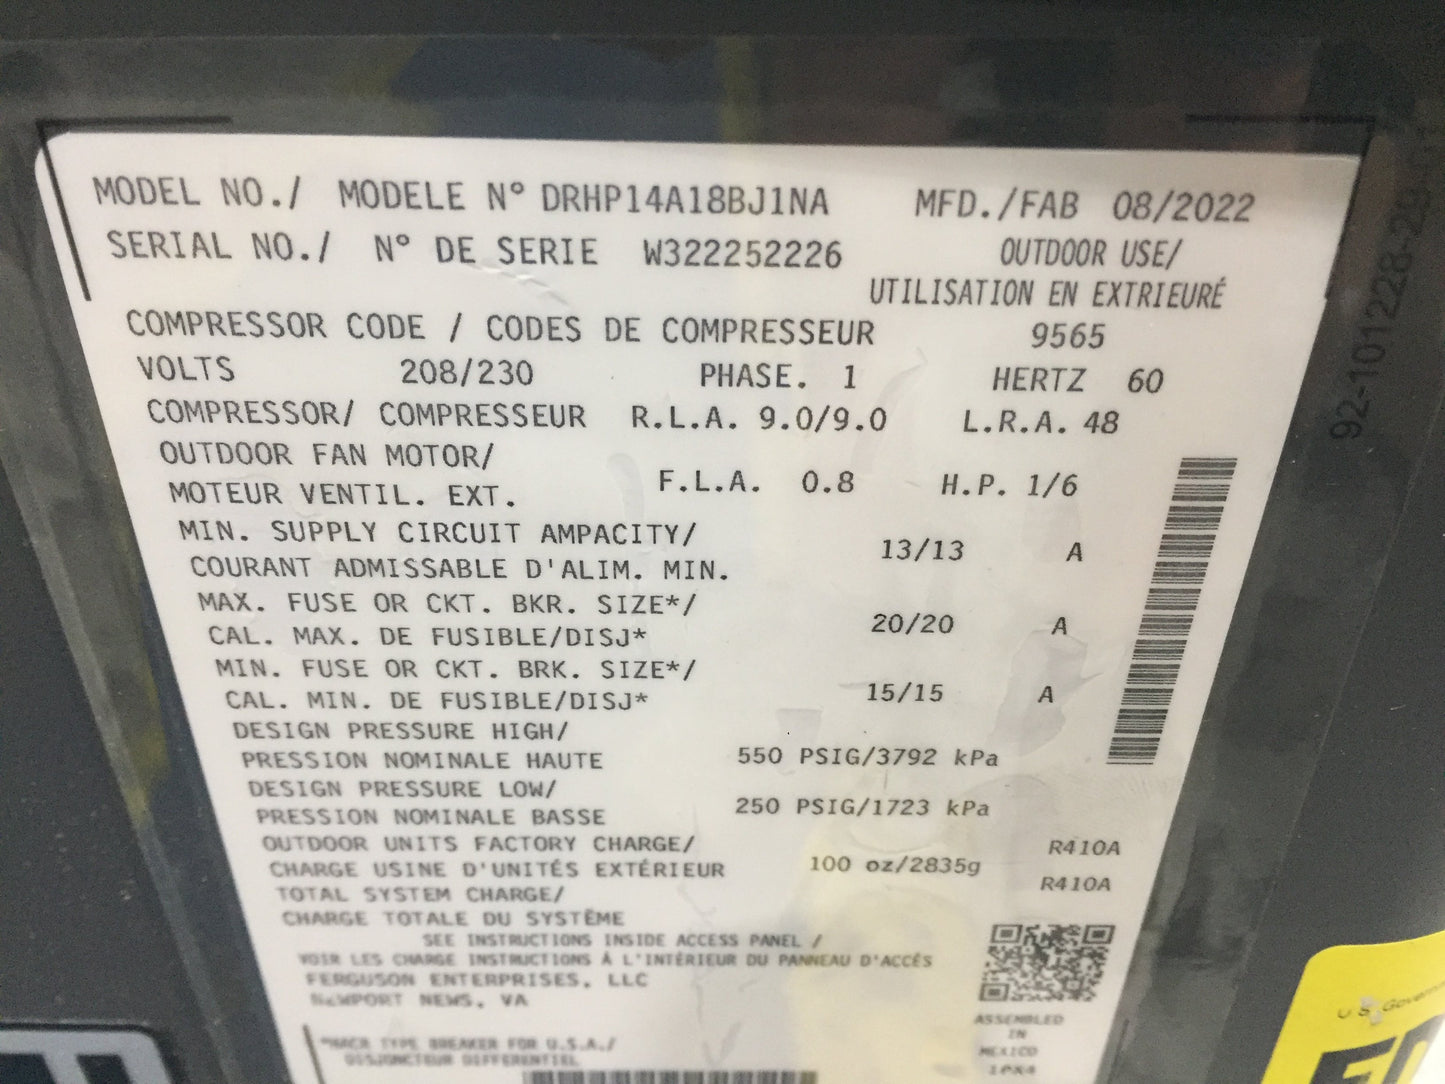 MODEL NO./ MODELE N° DRHP14A18BJ1NA MFD./FAB 08/2022
SERIAL NO./ N° DE SERIE W322252226 OUTDOOR USE/
UTILISATION EN EXTRIEURÉ
COMPRESSOR CODE / CODES DE COMPRESSEUR 9565
VOLTS 208/230 PHASE. 1 HERTZ 60
COMPRESSOR/ COMPRESSEUR R.L.A. 9.0/9.0 L.R.A. 48
OUTDOOR FAN MOTOR/
MOTEUR VENTIL. EXT. F.L.A. 0.8 H.P. 1/6
MIN. SUPPLY CIRCUIT AMPACITY/
COURANT ADMISSABLE D'ALIM. MIN. 13/13 A
MAX. FUSE OR CKT. BKR. SIZE*/
CAL. MAX. DE FUSIBLE/DISJ* 20/20 A
MIN. FUSE OR CKT. BRK. SIZE*/
CAL. MIN. DE FUSIBLE/DISJ* 15/15 A
DESIGN PRESSURE HIGH/
PRESSION NOMINALE HAUTE 550 PSIG/3792 kPa
DESIGN PRESSURE LOW/
PRESSION NOMINALE BASSE 250 PSIG/1723 kPa
OUTDOOR UNITS FACTORY CHARGE/ R410A
CHARGE USINE D'UNITÉS EXTÉRIEUR 100 oz/2835g
TOTAL SYSTEM CHARGE/ R410A
CHARGE TOTALE DU SYSTÈME
SEE INSTRUCTIONS INSIDE ACCESS PANEL /
VOIR LES CHARGE INSTRUCTIONS À L'INTÉRIEUR DU PANNEAU D'ACCÈS
FERGUSON ENTERPRISES, LLC
NEWPORT NEWS, VA
ASSEMBLED
IN
MEXICO
1PX4
*HACR TYPE BREAKER FOR U.S.A./
DISJONCTEUR DIFFERENTIEL
92-101228-29
U.S. Governm